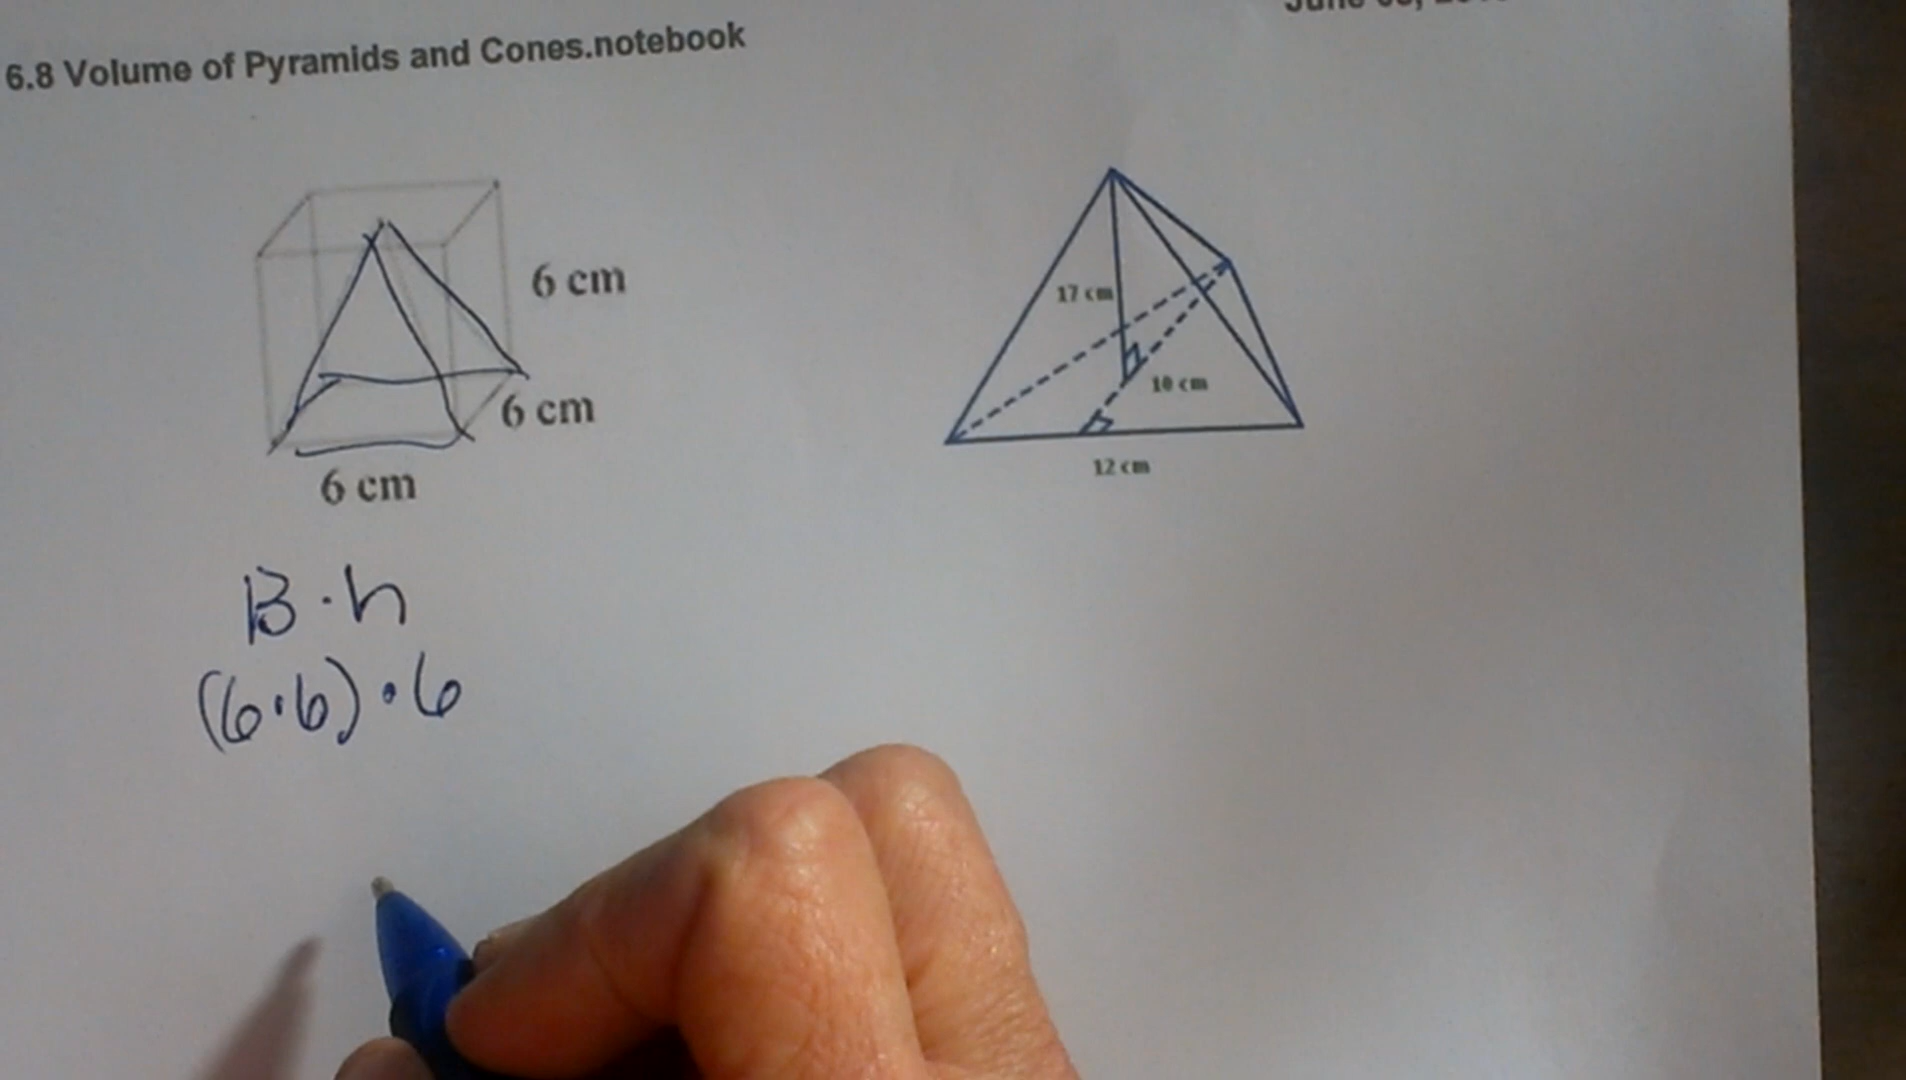 6.8 Volume of Pyramids and Cones.notebook
6 cm
6 cm
6 cm
17 cm
10 cm
12 cm
B · h
(6·6) · 6